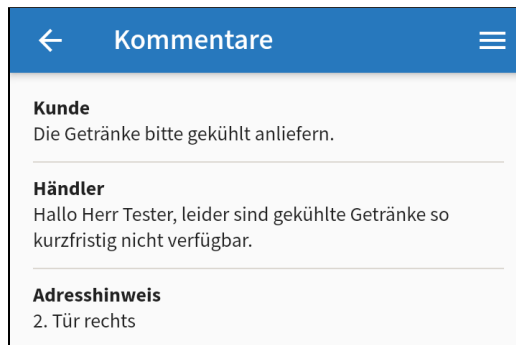 Kommentare
Kunde
Die Getränke bitte gekühlt anliefern.
Händler
Hallo Herr Tester, leider sind gekühlte Getränke so
kurzfristig nicht verfügbar.
Adresshinweis
2. Tür rechts